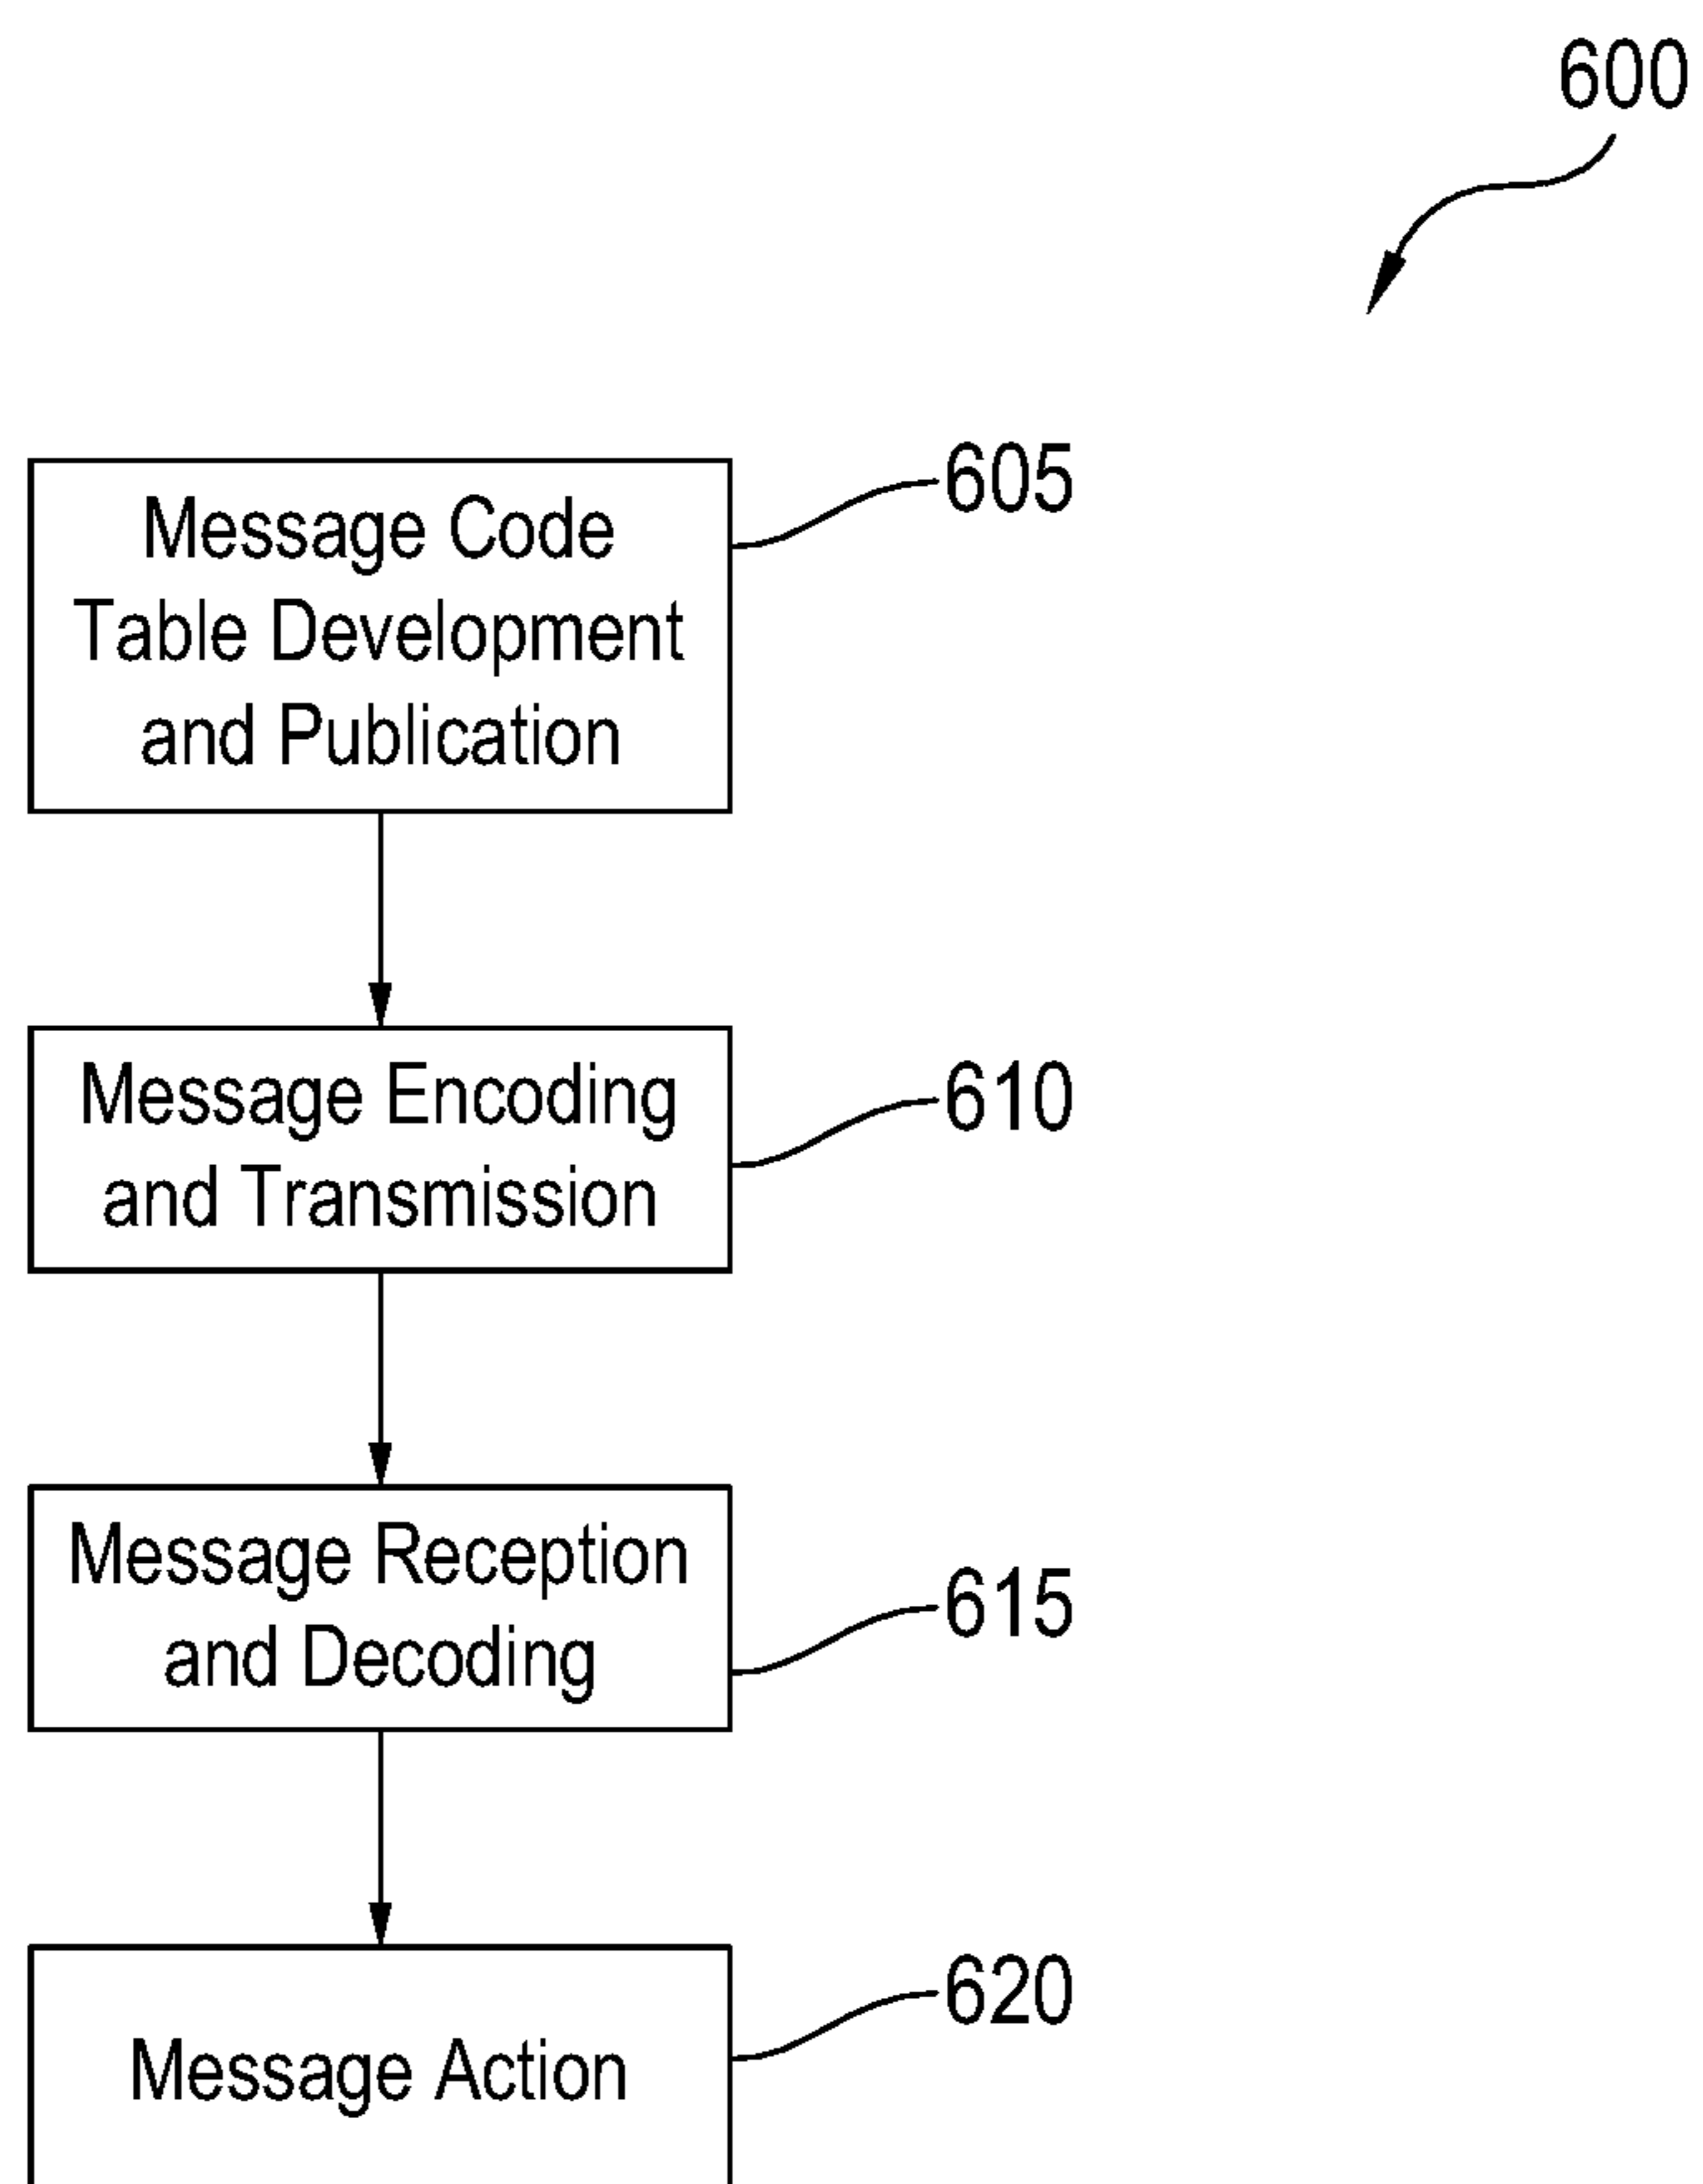 600
605
Message Code
Table Development
and Publication
610
Message Encoding
and Transmission
615
Message Reception
and Decoding
620
Message Action